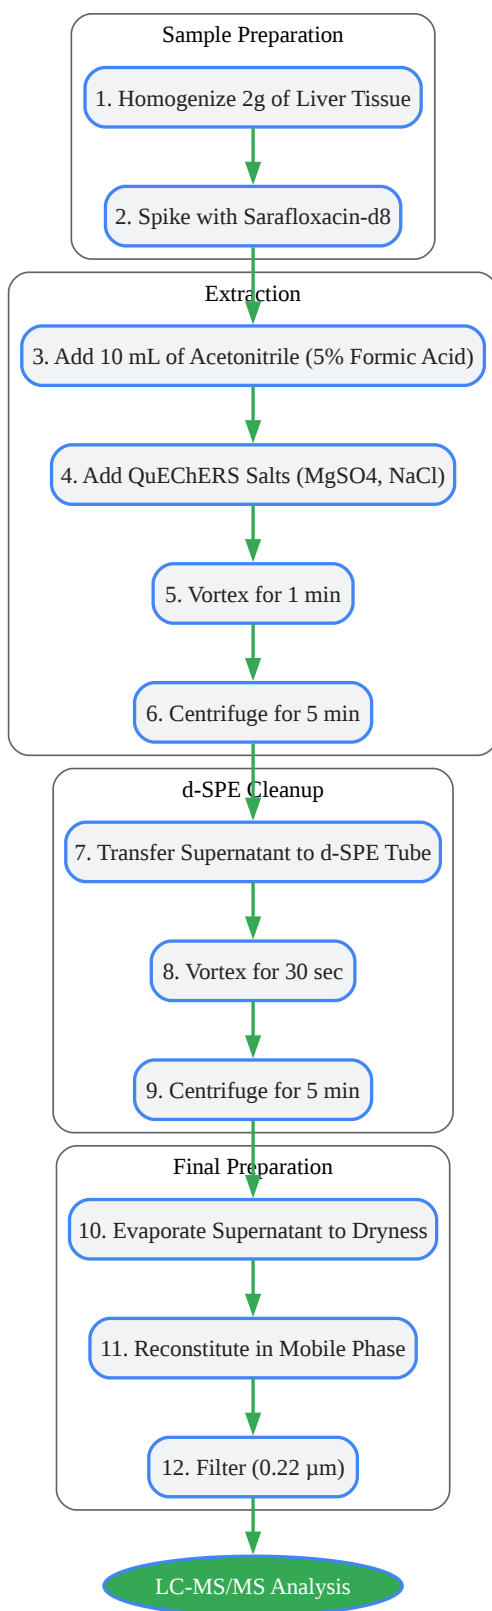 Sample Preparation
1. Homogenize 2g of Liver Tissue
2. Spike with Sarafloxacin-d8
Extraction
3. Add 10 mL of Acetonitrile (5% Formic Acid)
4. Add QuEChERS Salts (MgSO4, NaCl)
5. Vortex for 1 min
6. Centrifuge for 5 min
d-SPE Cleanup
7. Transfer Supernatant to d-SPE Tube
8. Vortex for 30 sec
9. Centrifuge for 5 min
Final Preparation
10. Evaporate Supernatant to Dryness
11. Reconstitute in Mobile Phase
12. Filter (0.22 µm)
LC-MS/MS Analysis